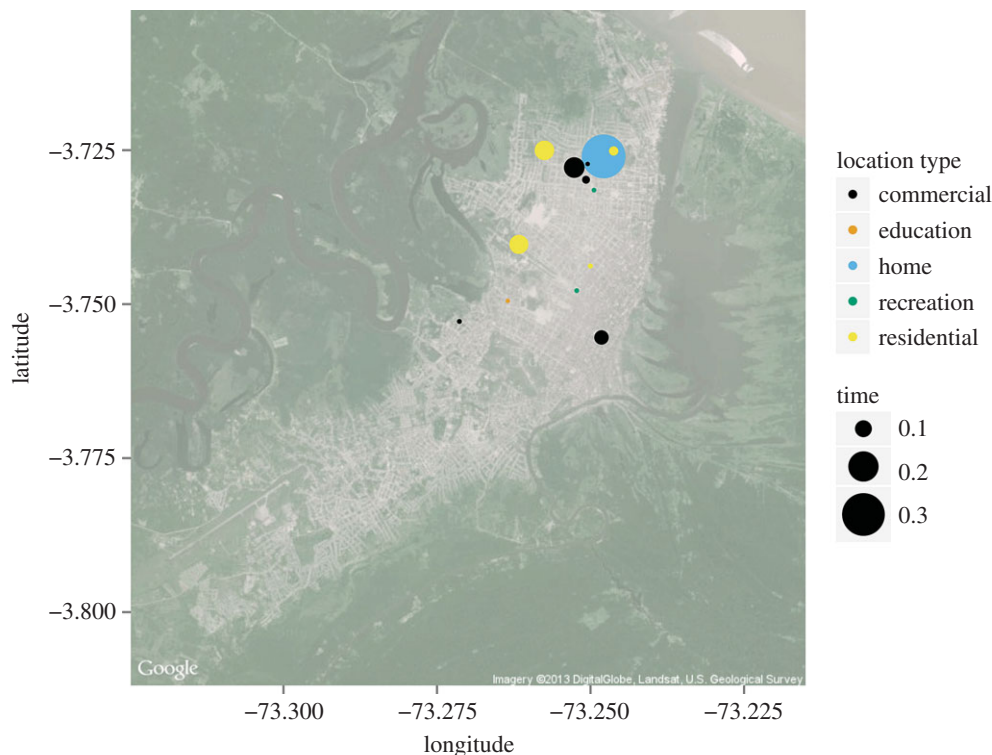 −3.725
−3.750
−3.775
−3.800
latitude
Google
Imagery ©2013 DigitalGlobe, Landsat, U.S. Geological Survey
−73.300
−73.275
−73.250
−73.225
longitude
location type
commercial
education
home
recreation
residential
time
0.1
0.2
0.3